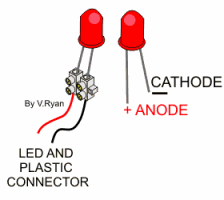 CATHODE
+ ANODE
By V.Ryan
LED AND
PLASTIC
CONNECTOR